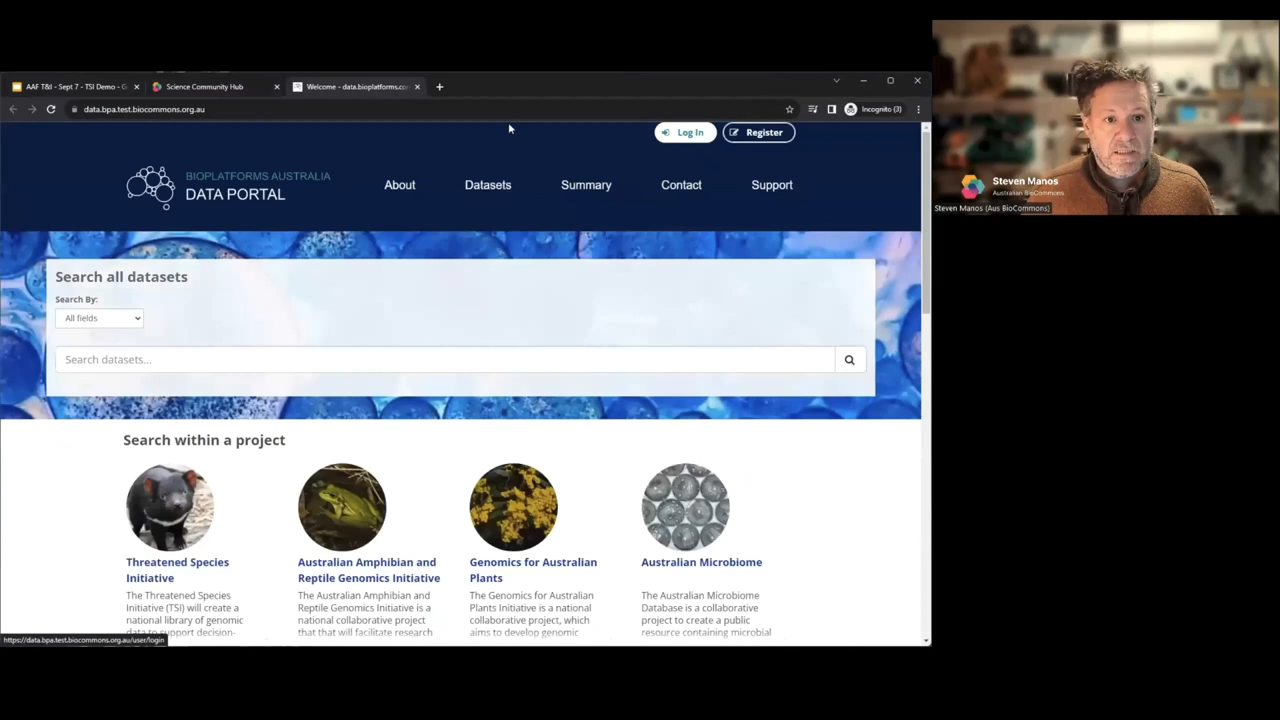 AAF T&I - Sept 7 - TSI Demo - G
Science Community Hub
Welcome - data.bioplatforms.co
data.bpa.test.biocommons.org.au
Incognito (3)
Log In
Register
BIOPLATFORMS AUSTRALIA
DATA PORTAL
About
Datasets
Summary
Contact
Support
Steven Manos
Australian BioCommons
Steven Manos (Aus BioCommons)
Search all datasets
Search By:
All fields
Search datasets...
Search within a project
Threatened Species
Initiative
The Threatened Species
Initiative (TSI) will create a
national library of genomic
data to support decision-
Australian Amphibian and
Reptile Genomics Initiative
The Australian Amphibian and
Reptile Genomics Initiative is a
national collaborative project
that that will facilitate research
Genomics for Australian
Plants
The Genomics for Australian
Plants Initiative is a national
collaborative project, which
aims to develop genomic
Australian Microbiome
The Australian Microbiome
Database is a collaborative
project to create a public
resource containing microbial
https://data.bpa.test.biocommons.org.au/user/login